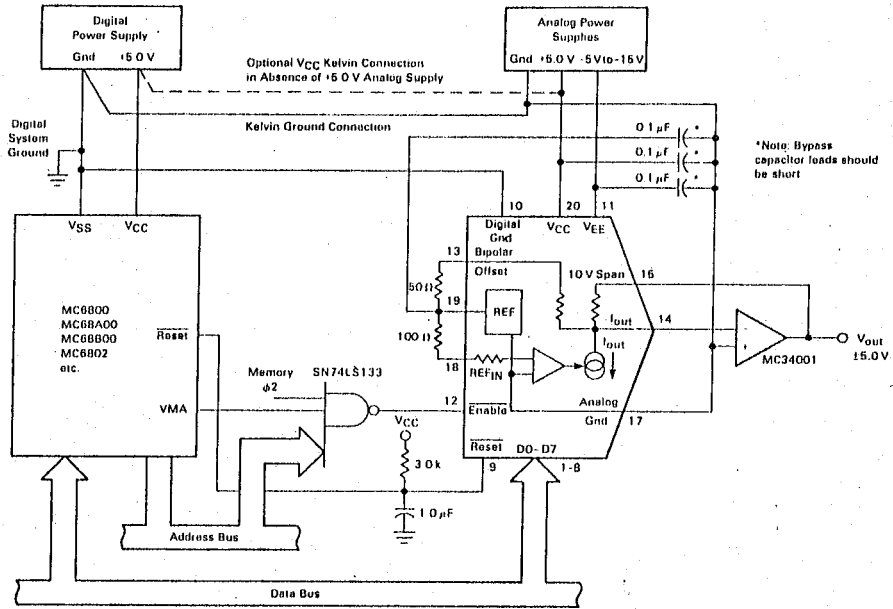 Digital
Power Supply
Gnd +5.0 V
Analog Power
Supplies
Gnd +5.0V -5V to -15V
Optional VCC Kelvin Connection
in Absence of +5.0 V Analog Supply
Kelvin Ground Connection
Digital
System
Ground
0.1 µF *
0.1 µF *
0.1 µF *
*Note: Bypass
capacitor leads should
be short
VSS VCC
MC6800
MC68A00
MC68B00
MC6802
etc.
Reset
VMA
10 20 11
Digital
Gnd
VCC VEE
13 Bipolar
Offset
50 Ω
19
REF
100 Ω
18
REFIN
10 V Span 16
Iout
14
Iout
MC34001
Vout
±5.0 V
Memory
ϕ2
SN74LS133
12
Enable
Analog
Gnd 17
VCC
3.0 k
Reset
9
D0-D7
1-8
1.0 µF
Address Bus
Data Bus